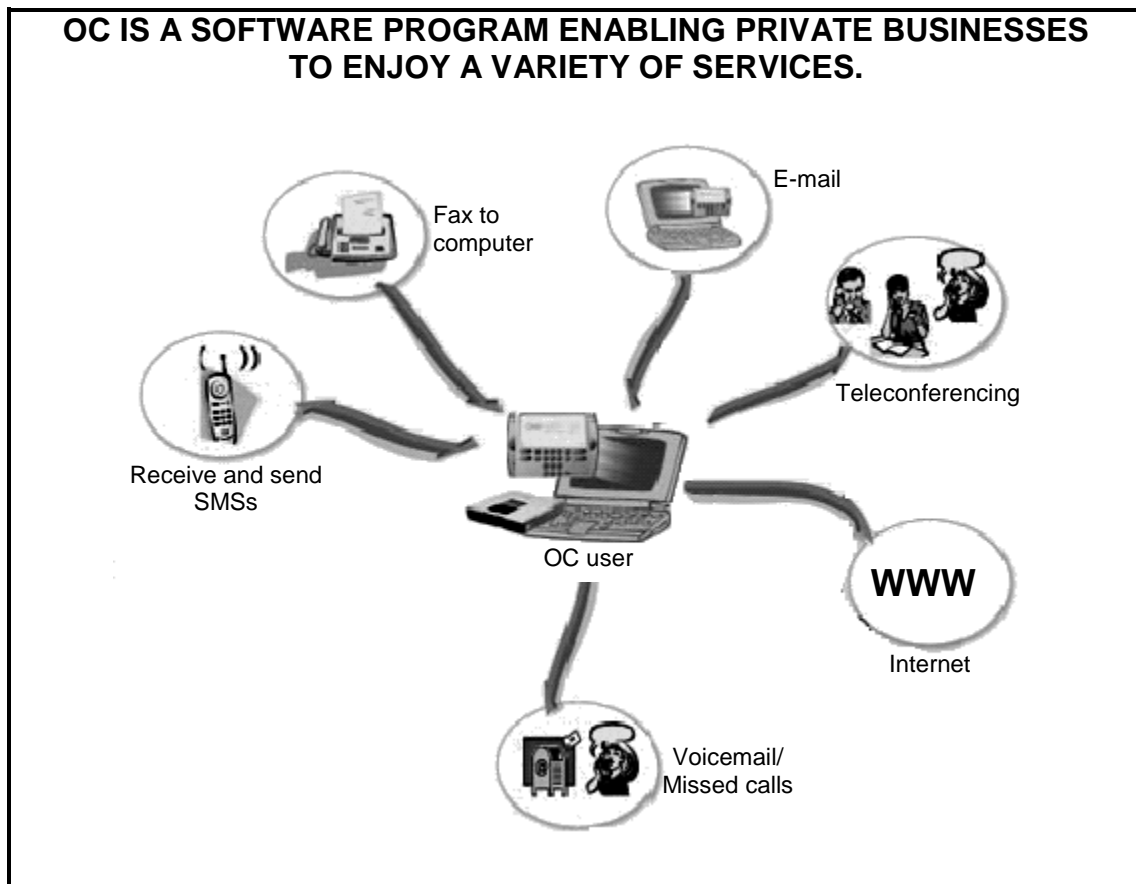 OC IS A SOFTWARE PROGRAM ENABLING PRIVATE BUSINESSES
TO ENJOY A VARIETY OF SERVICES.
E-mail
Fax to
computer
Teleconferencing
Receive and send
SMSs
OC user
WWW
Internet
Voicemail/
Missed calls